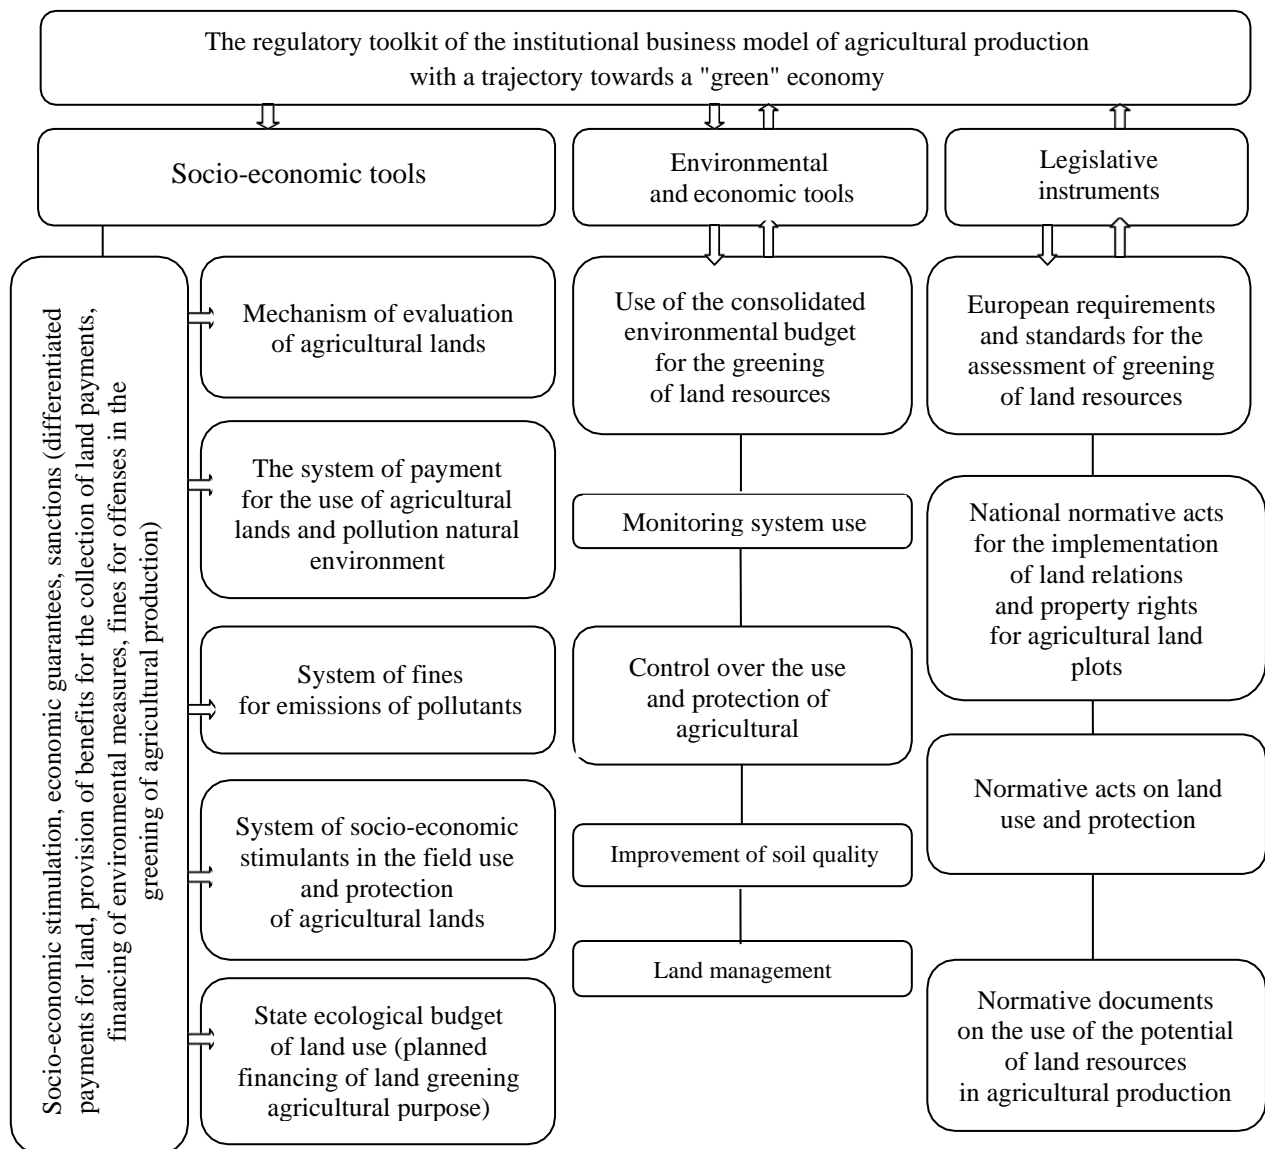 The regulatory toolkit of the institutional business model of agricultural production
with a trajectory towards a "green" economy
Socio-economic tools
Environmental
and economic tools
Legislative
instruments
Socio-economic stimulation, economic guarantees, sanctions (differentiated
payments for land, provision of benefits for the collection of land payments,
financing of environmental measures, fines for offenses in the
greening of agricultural production)
Mechanism of evaluation
of agricultural lands
The system of payment
for the use of agricultural
lands and pollution natural
environment
System of fines
for emissions of pollutants
System of socio-economic
stimulants in the field use
and protection
of agricultural lands
State ecological budget
of land use (planned
financing of land greening
agricultural purpose)
Use of the consolidated
environmental budget
for the greening
of land resources
Monitoring system use
Control over the use
and protection of
agricultural
Improvement of soil quality
Land management
European requirements
and standards for the
assessment of greening
of land resources
National normative acts
for the implementation
of land relations
and property rights
for agricultural land
plots
Normative acts on land
use and protection
Normative documents
on the use of the potential
of land resources
in agricultural production